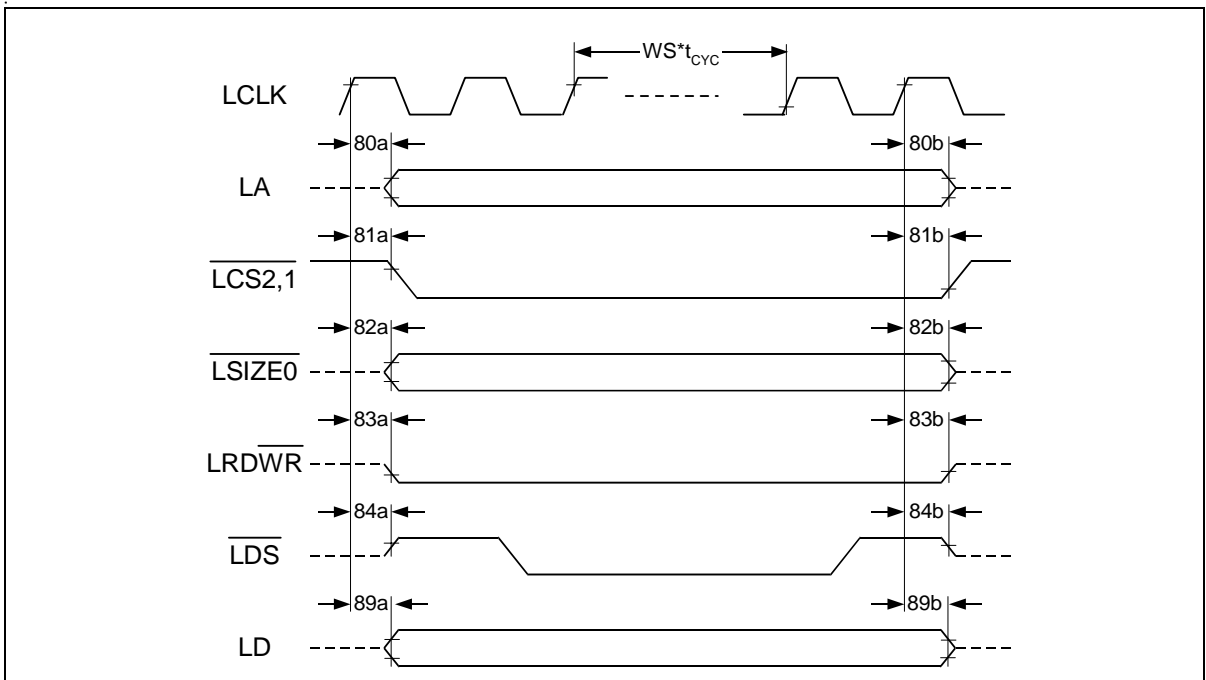 WS*tCYC
LCLK
80a 80b
LA
81a 81b
LCS2,1
82a 82b
LSIZE0
83a 83b
LRDWR
84a 84b
LDS
89a 89b
LD